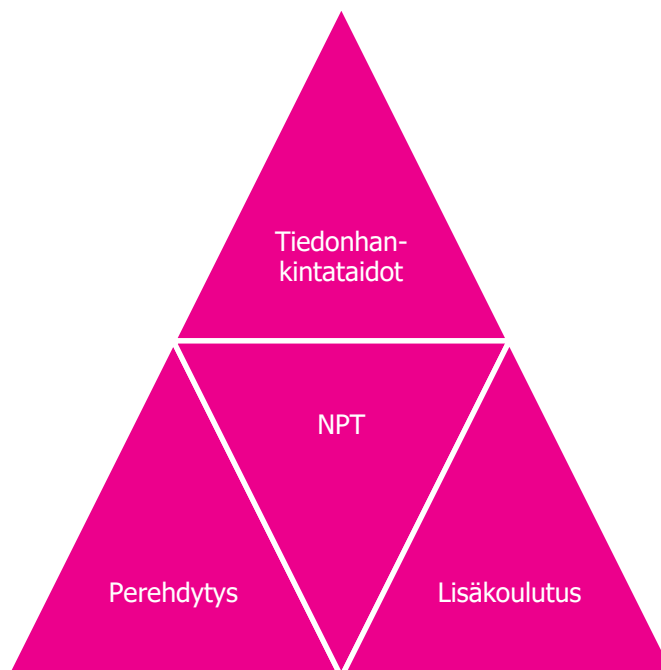 Tiedonhan-
kintataidot
NPT
Perehdytys
Lisäkoulutus